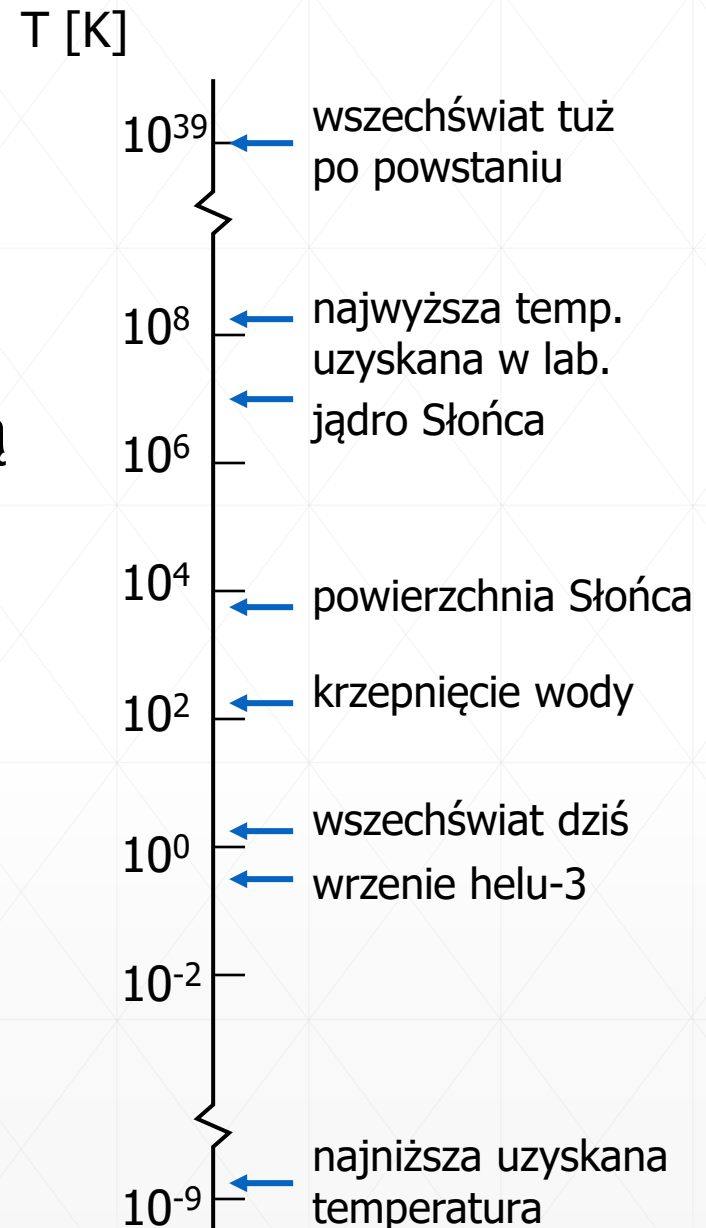 T [K]
10³⁹
wszechświat tuż
po powstaniu
10⁸
najwyższa temp.
uzyskana w lab.
jądro Słońca
ą
10⁶
10⁴
powierzchnia Słońca
krzepnięcie wody
10²
wszechświat dziś
10⁰
wrzenie helu-3
10⁻²
najniższa uzyskana
temperatura
10⁻⁹